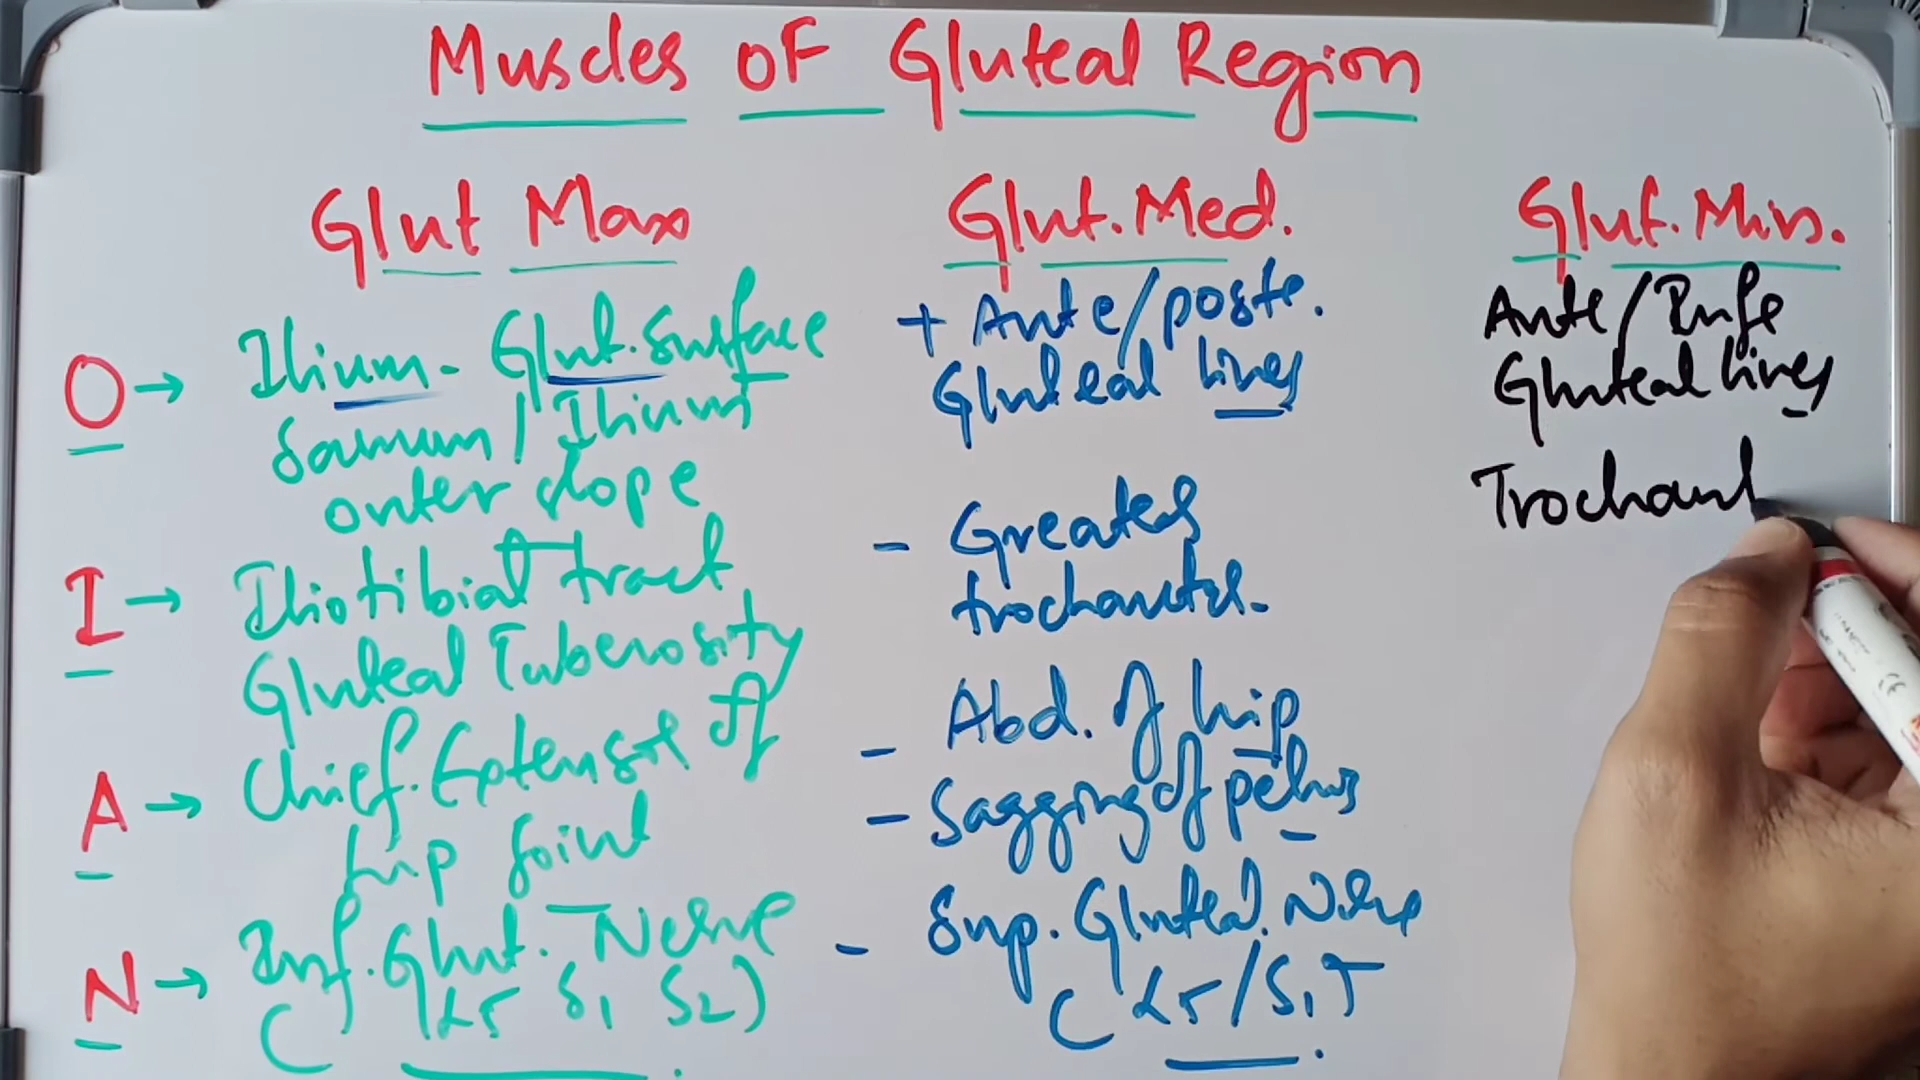 Muscles OF Gluteal Region
Glut Max
Glut. Med.
Glut. Min.
O →
Ilium - Glut. Surface
Sacrum / Ilium
outer slope
+ Ante/poste.
Gluteal lines
Ante/Infe
Gluteal lines
I →
Iliotibial tract
Gluteal Tuberosity
- Greater
trochanter.
Trochant
A →
Chief. Extensor of
hip Joint
- Abd. of hip
- Sagging of pelvis
N →
Inf. Glut. Nerve
( L5 S1 S2)
- Sup. Gluteal. Nerve
( L5/S1)